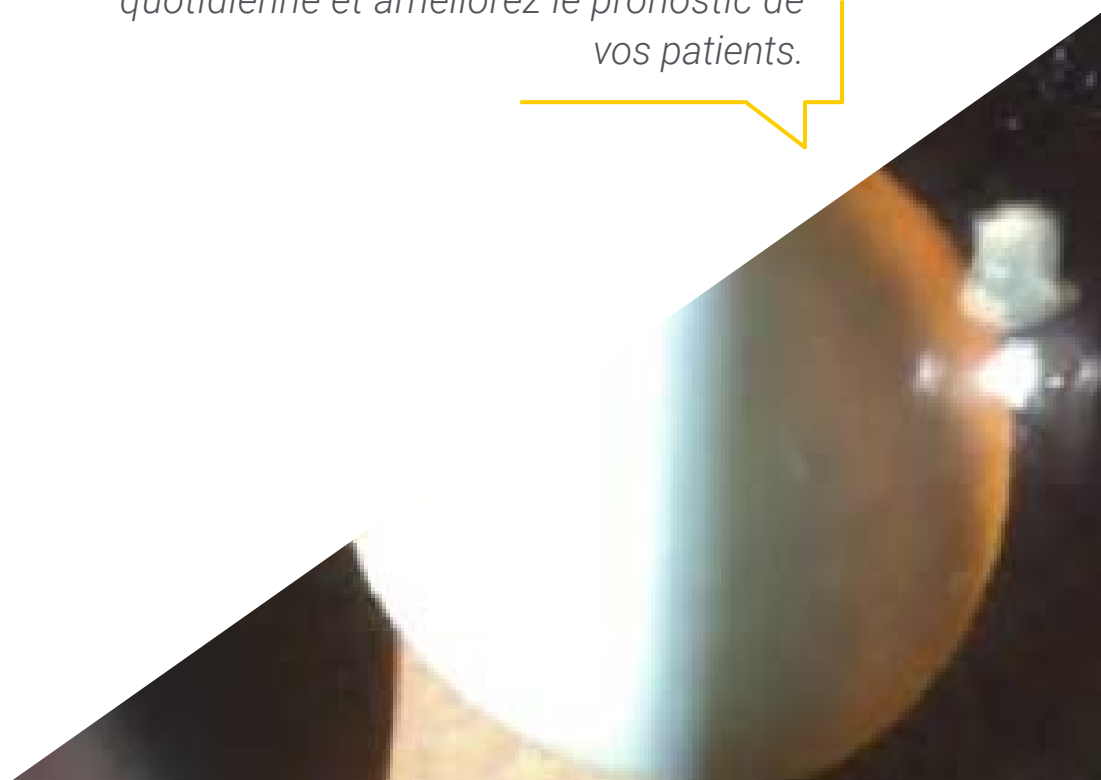 quotidienne et améliorez le pronostic de
vos patients.